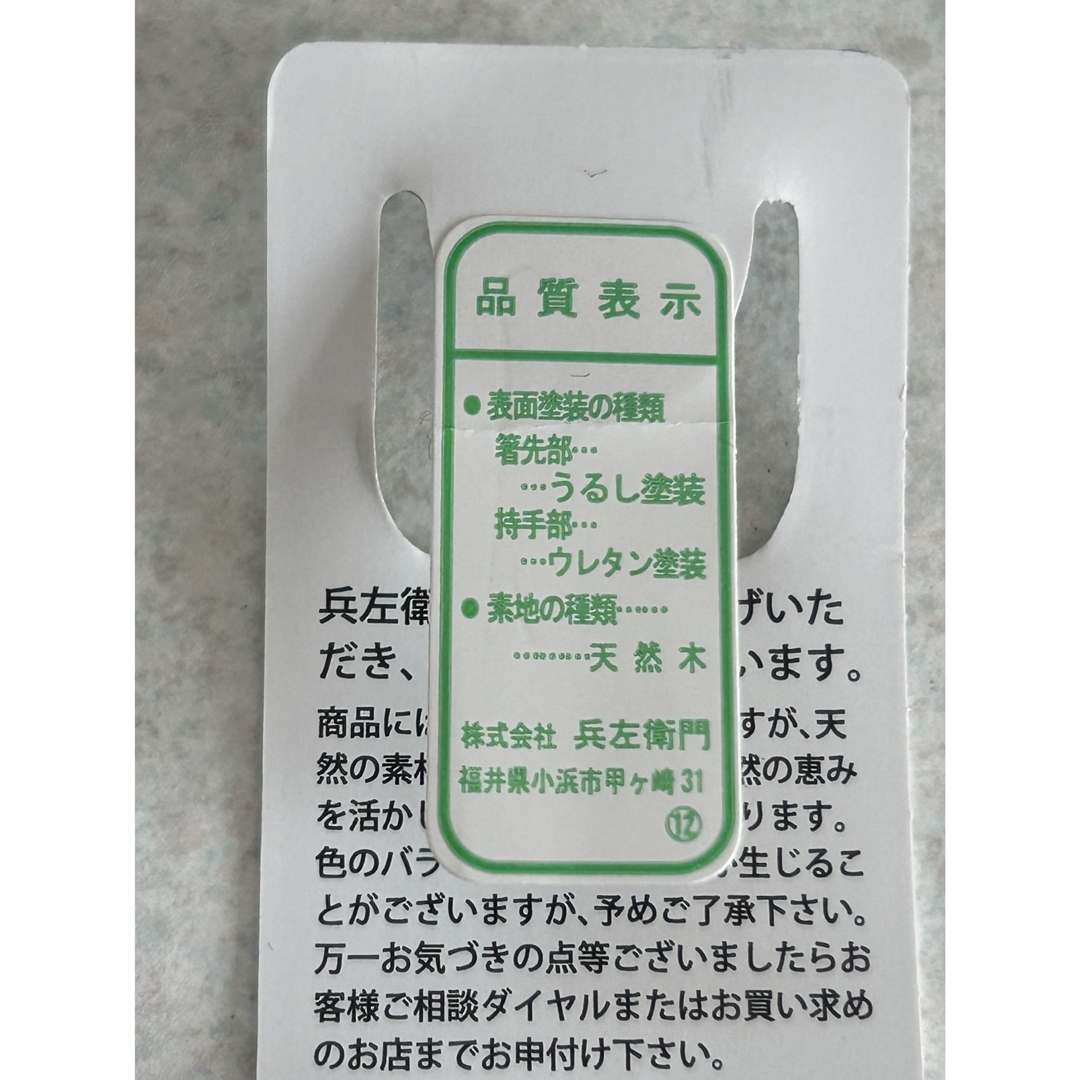 品質表示
●表面塗装の種類
箸先部…
…うるし塗装
持手部…
…ウレタン塗装
●素地の種類……
………天然木
株式会社 兵左衛門
福井県小浜市甲ヶ崎31
⑫
兵左衛 げいた
だき、 います。
商品に すが、天
然の素 然の恵み
を活か ります。
色のバラ 生じるこ
とがございますが、予めご了承下さい。
万一お気づきの点等ございましたらお
客様ご相談ダイヤルまたはお買い求め
のお店までお申付け下さい。